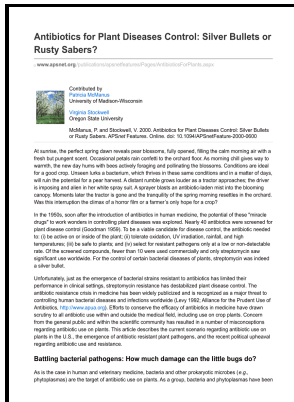 Antibiotics for Plant Diseases Control: Silver Bullets or
Rusty Sabers?
www.apsnet.org/publications/apsnetfeatures/Pages/AntibioticsForPlants.aspx
Contributed by
Patricia McManus
University of Madison-Wisconsin
Virginia Stockwell
Oregon State University
McManus, P. and Stockwell, V. 2000. Antibiotics for Plant Diseases Control: Silver Bullets
or Rusty Sabers. APSnet Features. Online. doi: 10.1094/APSnetFeature-2000-0600
At sunrise, the perfect spring dawn reveals pear blossoms, fully opened, filling the calm morning air with a
fresh but pungent scent. Occasional petals rain confetti to the orchard floor. As morning chill gives way to
warmth, the new day hums with bees actively foraging and pollinating the blossoms. Conditions are ideal
for a good crop. Unseen lurks a bacterium, which thrives in these same conditions and in a matter of days,
will ruin the potential for a pear harvest. A distant rumble grows louder as a tractor approaches; the driver
is imposing and alien in her white spray suit. A sprayer blasts an antibiotic-laden mist into the blooming
canopy. Moments later the tractor is gone and the tranquility of the spring morning resettles in the orchard.
Was this interruption the climax of a horror film or a farmer's only hope for a crop?
In the 1950s, soon after the introduction of antibiotics in human medicine, the potential of these "miracle
drugs" to work wonders in controlling plant diseases was explored. Nearly 40 antibiotics were screened for
plant disease control (Goodman 1959). To be a viable candidate for disease control, the antibiotic needed
to: (i) be active on or inside of the plant; (ii) tolerate oxidation, UV irradiation, rainfall, and high
temperatures; (iii) be safe to plants; and (iv) select for resistant pathogens only at a low or non-detectable
rate. Of the screened compounds, fewer than 10 were used commercially and only streptomycin saw
significant use worldwide. For the control of certain bacterial diseases of plants, streptomycin was indeed
a silver bullet.
Unfortunately, just as the emergence of bacterial strains resistant to antibiotics has limited their
performance in clinical settings, streptomycin resistance has destabilized plant disease control. The
antibiotic resistance crisis in medicine has been widely publicized and is recognized as a major threat to
controlling human bacterial diseases and infections worldwide (Levy 1992; Alliance for the Prudent Use of
Antibiotics, http://www.apua.org). Efforts to conserve the efficacy of antibiotics in medicine have drawn
scrutiny to all antibiotic use within and outside the medical field, including use on crop plants. Concern
from the general public and within the scientific community has resulted in a number of misconceptions
regarding antibiotic use on plants. This article describes the current scenario regarding antibiotic use on
plants in the U.S., the emergence of antibiotic resistant plant pathogens, and the recent political upheaval
regarding antibiotic use and resistance.
Battling bacterial pathogens: How much damage can the little bugs do?
As is the case in human and veterinary medicine, bacteria and other prokaryotic microbes (e.g.,
phytoplasmas) are the target of antibiotic use on plants. As a group, bacteria and phytoplasmas have been